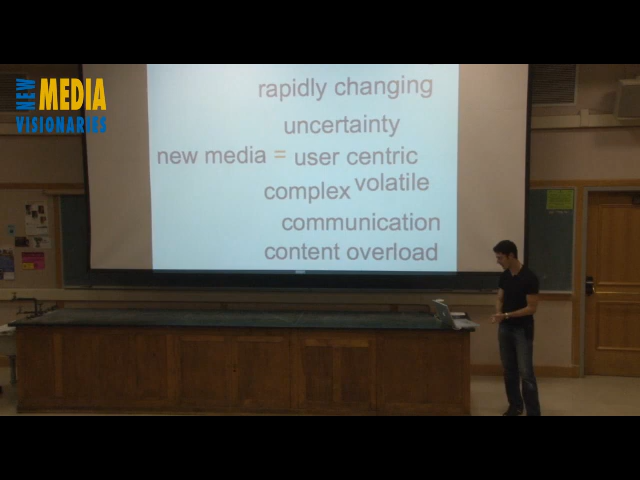 NEW MEDIA
VISIONARIES
rapidly changing
uncertainty
new media = user centric
complex volatile
communication
content overload